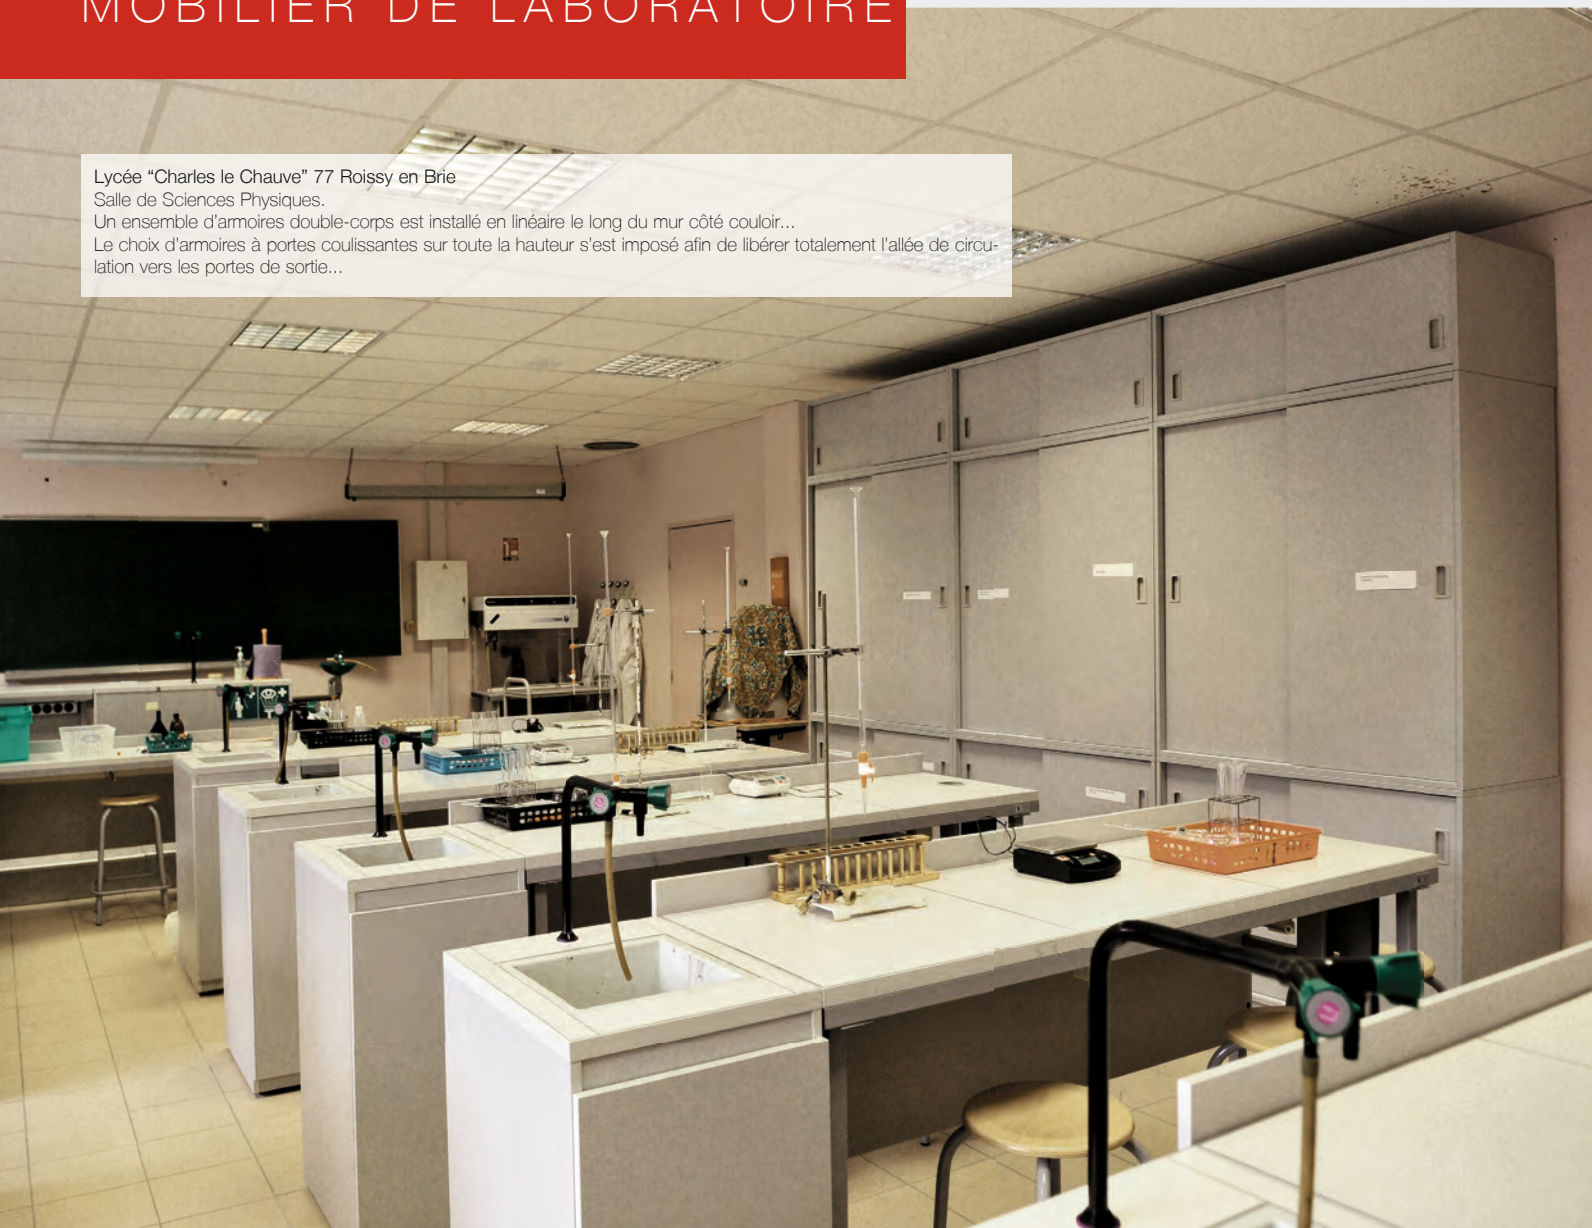 MOBILIER DE LABORATOIRE
Lycée “Charles le Chauve” 77 Roissy en Brie
Salle de Sciences Physiques.
Un ensemble d’armoires double-corps est installé en linéaire le long du mur côté couloir...
Le choix d’armoires à portes coulissantes sur toute la hauteur s’est imposé afin de libérer totalement l’allée de circu-
lation vers les portes de sortie...